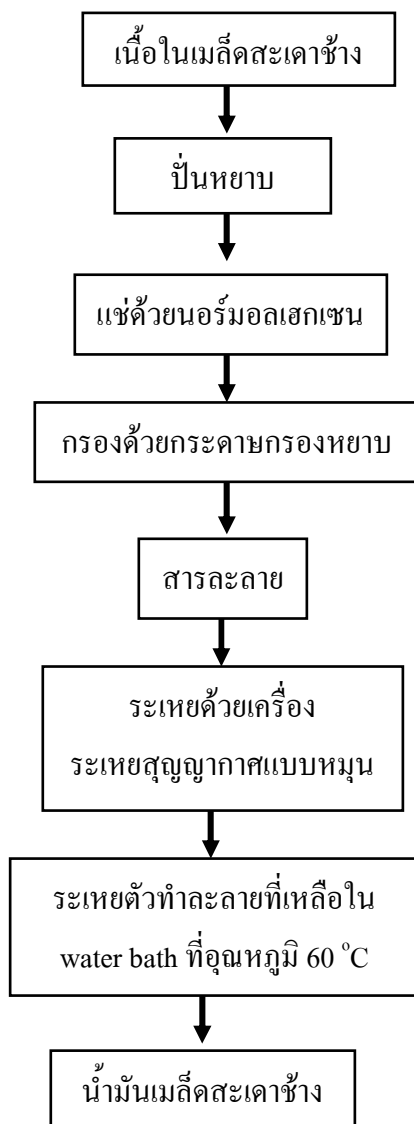 เนื้อในเมล็ดสะเดาช้าง
ปั่นหยาบ
แช่ด้วยนอร์มอลเฮกเซน
กรองด้วยกระดาษกรองหยาบ
สารละลาย
ระเหยด้วยเครื่อง
ระเหยสุญญากาศแบบหมุน
ระเหยตัวทำละลายที่เหลือใน
water bath ที่อุณหภูมิ 60 °C
น้ำมันเมล็ดสะเดาช้าง